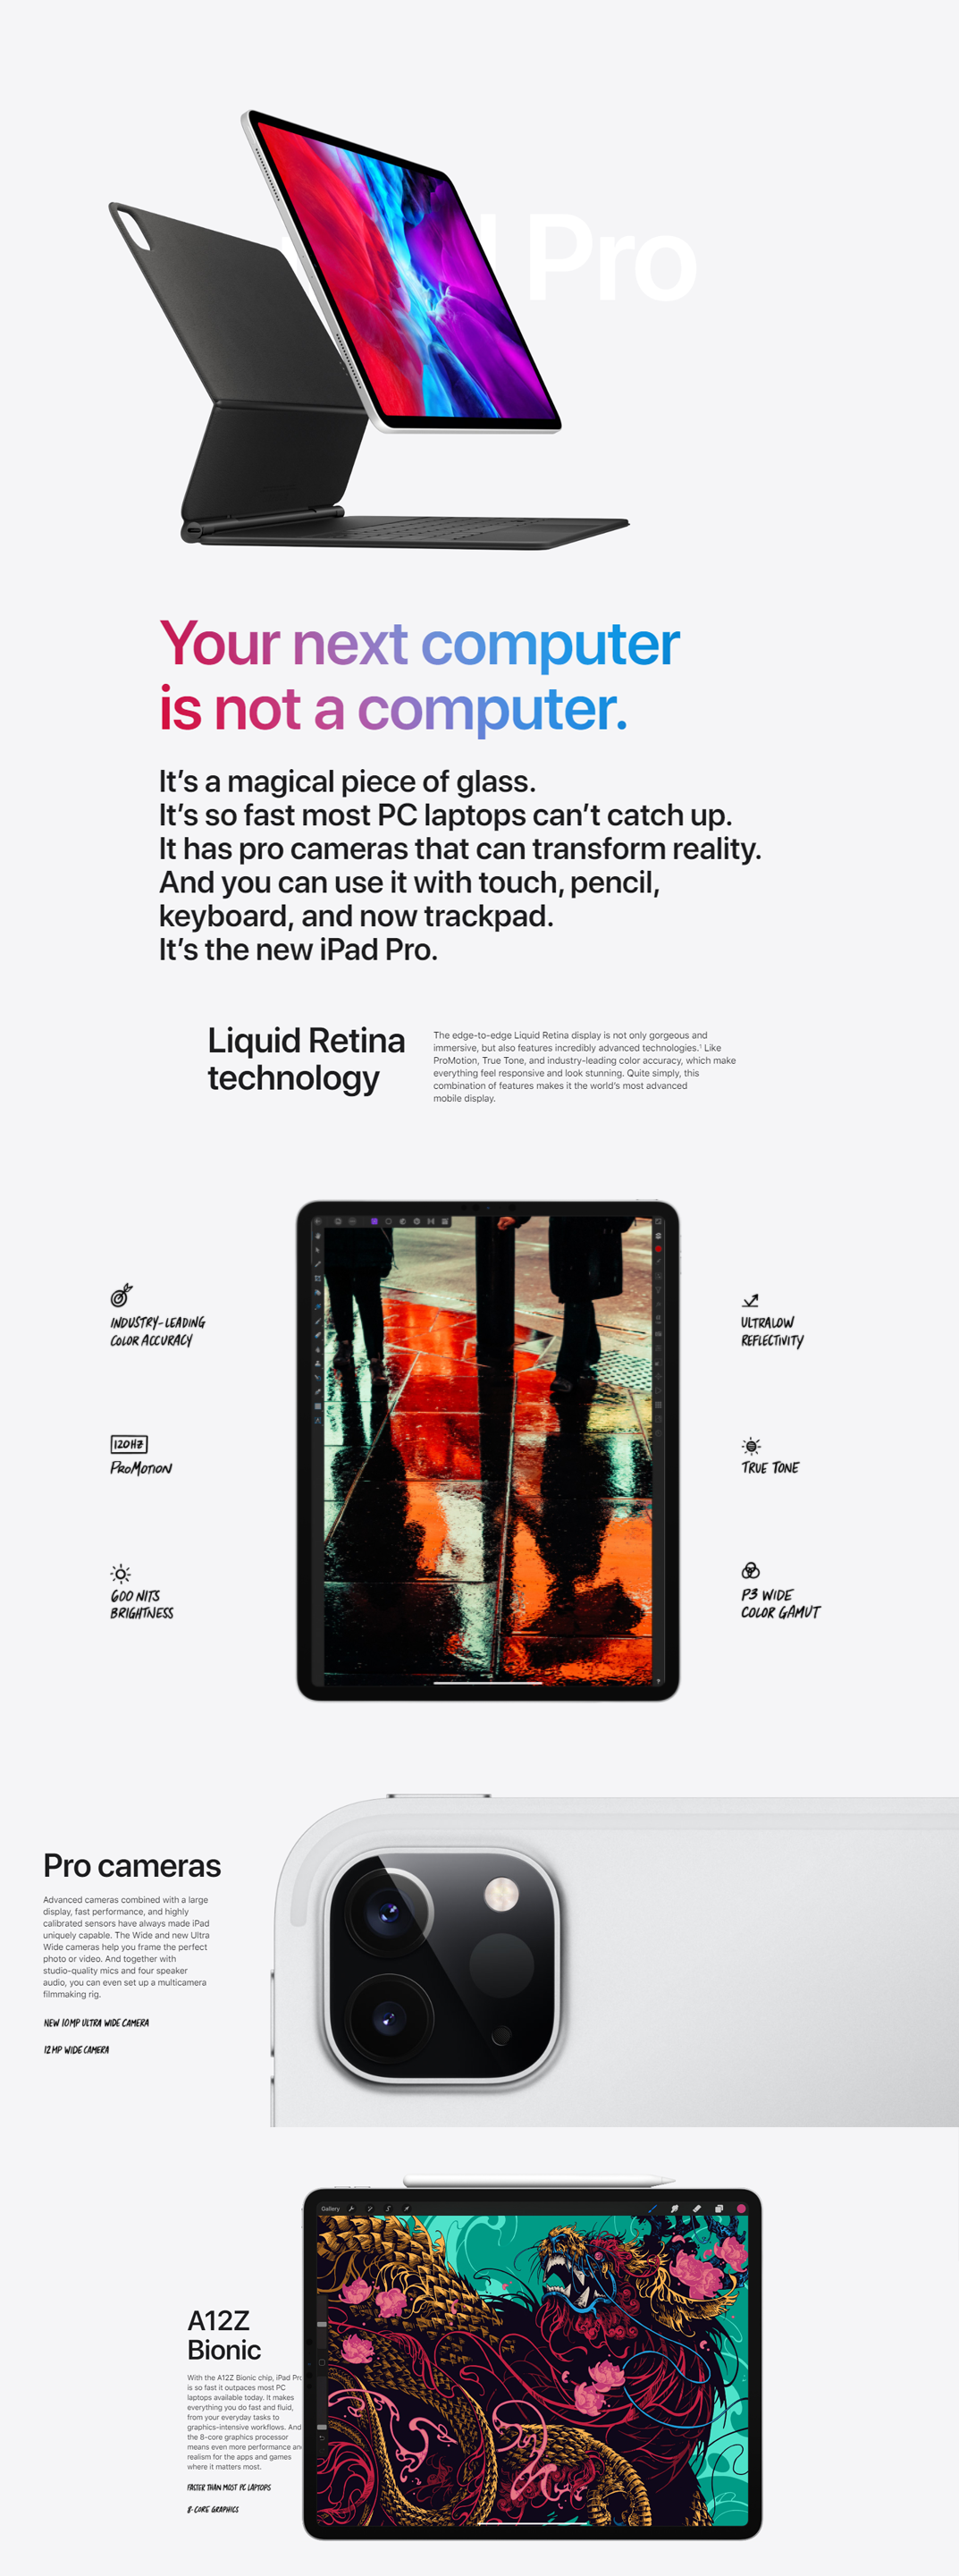 Pro
Your next computer
is not a computer.
It’s a magical piece of glass.
It’s so fast most PC laptops can’t catch up.
It has pro cameras that can transform reality.
And you can use it with touch, pencil,
keyboard, and now trackpad.
It’s the new iPad Pro.
Liquid Retina
technology
The edge-to-edge Liquid Retina display is not only gorgeous and
immersive, but also features incredibly advanced technologies.¹ Like
ProMotion, True Tone, and industry-leading color accuracy, which make
everything feel responsive and look stunning. Quite simply, this
combination of features makes it the world’s most advanced
mobile display.
INDUSTRY-LEADING
COLOR ACCURACY
ULTRALOW
REFLECTIVITY
120HZ
PROMOTION
TRUE TONE
600 NITS
BRIGHTNESS
P3 WIDE
COLOR GAMUT
Pro cameras
Advanced cameras combined with a large
display, fast performance, and highly
calibrated sensors have always made iPad
uniquely capable. The Wide and new Ultra
Wide cameras help you frame the perfect
photo or video. And together with
studio-quality mics and four speaker
audio, you can even set up a multicamera
filmmaking rig.
NEW 10MP ULTRA WIDE CAMERA
12MP WIDE CAMERA
Gallery
A12Z
Bionic
With the A12Z Bionic chip, iPad Pro
is so fast it outpaces most PC
laptops available today. It makes
everything you do fast and fluid,
from your everyday tasks to
graphics-intensive workflows. And
the 8-core graphics processor
means even more performance and
realism for the apps and games
where it matters most.
FASTER THAN MOST PC LAPTOPS
8-CORE GRAPHICS